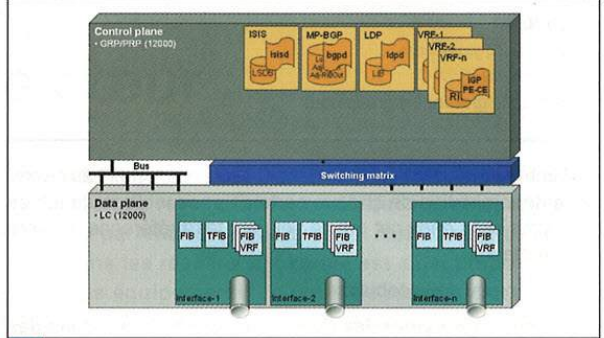 Control plane
- GRP/PRP (12000)
ISIS
isisd
LSDB
MP-BGP
bgpd
Adj-RibOut
LDP
ldpd
LIB
VRF-1
VRF-2
VRF-n
IGP
PE-CE
Bus
Switching matrix
Data plane
- LC (12000)
FIB
TFIB
FIB
VRF
Interface-1
FIB
TFIB
FIB
VRF
Interface-2
...
FIB
TFIB
FIB
VRF
Interface-n